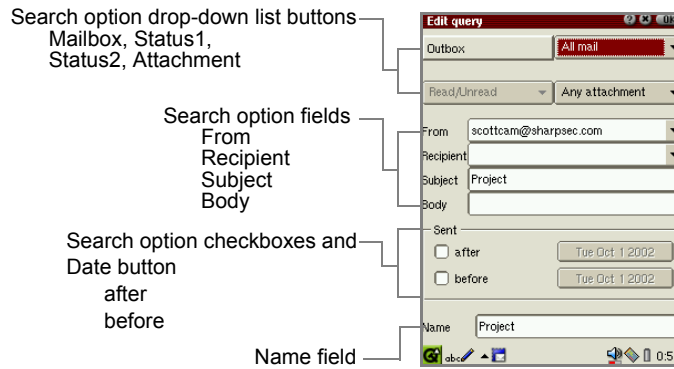 Search option drop-down list buttons
Mailbox, Status1,
Status2, Attachment
Search option fields
From
Recipient
Subject
Body
Search option checkboxes and
Date button
after
before
Name field
Edit query
Outbox
All mail
Read/Unread
Any attachment
From
scottcam@sharpsec.com
Recipient
Subject
Project
Body
Sent
after
Tue Oct 1 2002
before
Tue Oct 1 2002
Name
Project
abc
0:5